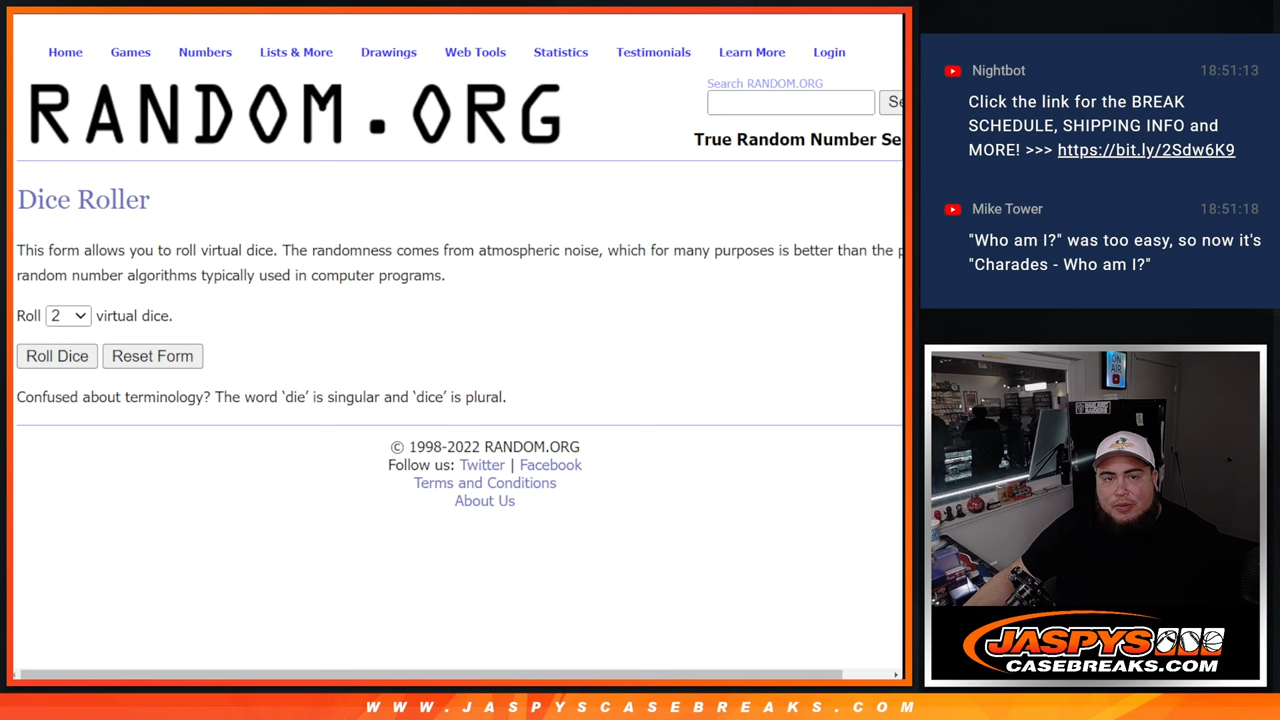 Home Games Numbers Lists & More Drawings Web Tools Statistics Testimonials Learn More Login
RANDOM.ORG
Search RANDOM.ORG
Se
True Random Number Se
Dice Roller
This form allows you to roll virtual dice. The randomness comes from atmospheric noise, which for many purposes is better than the p
random number algorithms typically used in computer programs.
Roll 2 virtual dice.
Roll Dice Reset Form
Confused about terminology? The word ‘die’ is singular and ‘dice’ is plural.
© 1998-2022 RANDOM.ORG
Follow us: Twitter | Facebook
Terms and Conditions
About Us
Nightbot 18:51:13
Click the link for the BREAK
SCHEDULE, SHIPPING INFO and
MORE! >>> https://bit.ly/2Sdw6K9
Mike Tower 18:51:18
"Who am I?" was too easy, so now it's
"Charades - Who am I?"
ON
AIR
JASPYS
CASEBREAKS.COM
WWW.JASPYSCASEBREAKS.COM